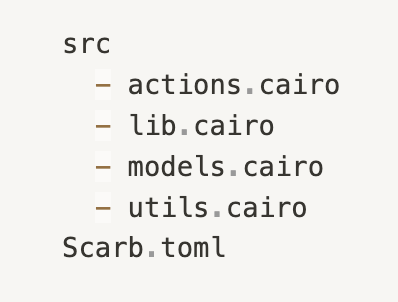 src
  - actions.cairo
  - lib.cairo
  - models.cairo
  - utils.cairo
Scarb.toml